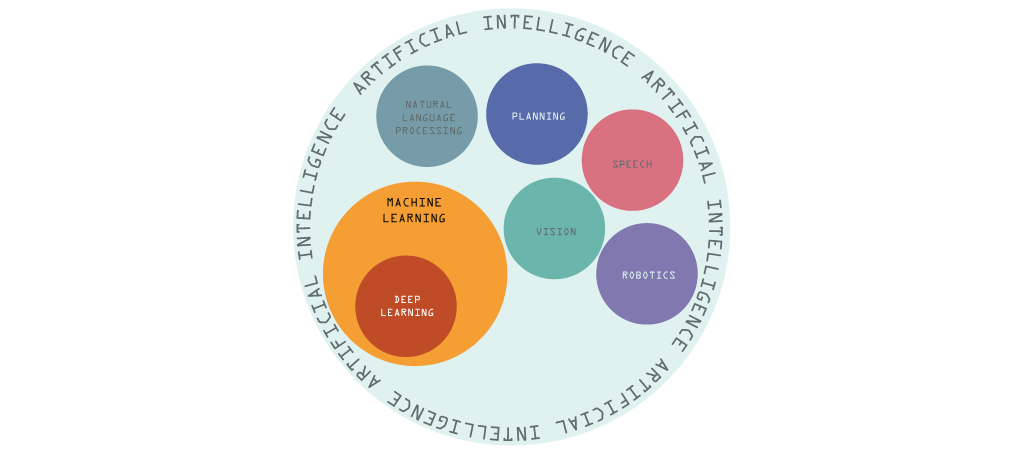 ARTIFICIAL INTELLIGENCE ARTIFICIAL INTELLIGENCE ARTIFICIAL INTELLIGENCE ARTIFICIAL INTELLIGENCE
NATURAL
LANGUAGE
PROCESSING
PLANNING
SPEECH
MACHINE
LEARNING
VISION
ROBOTICS
DEEP
LEARNING